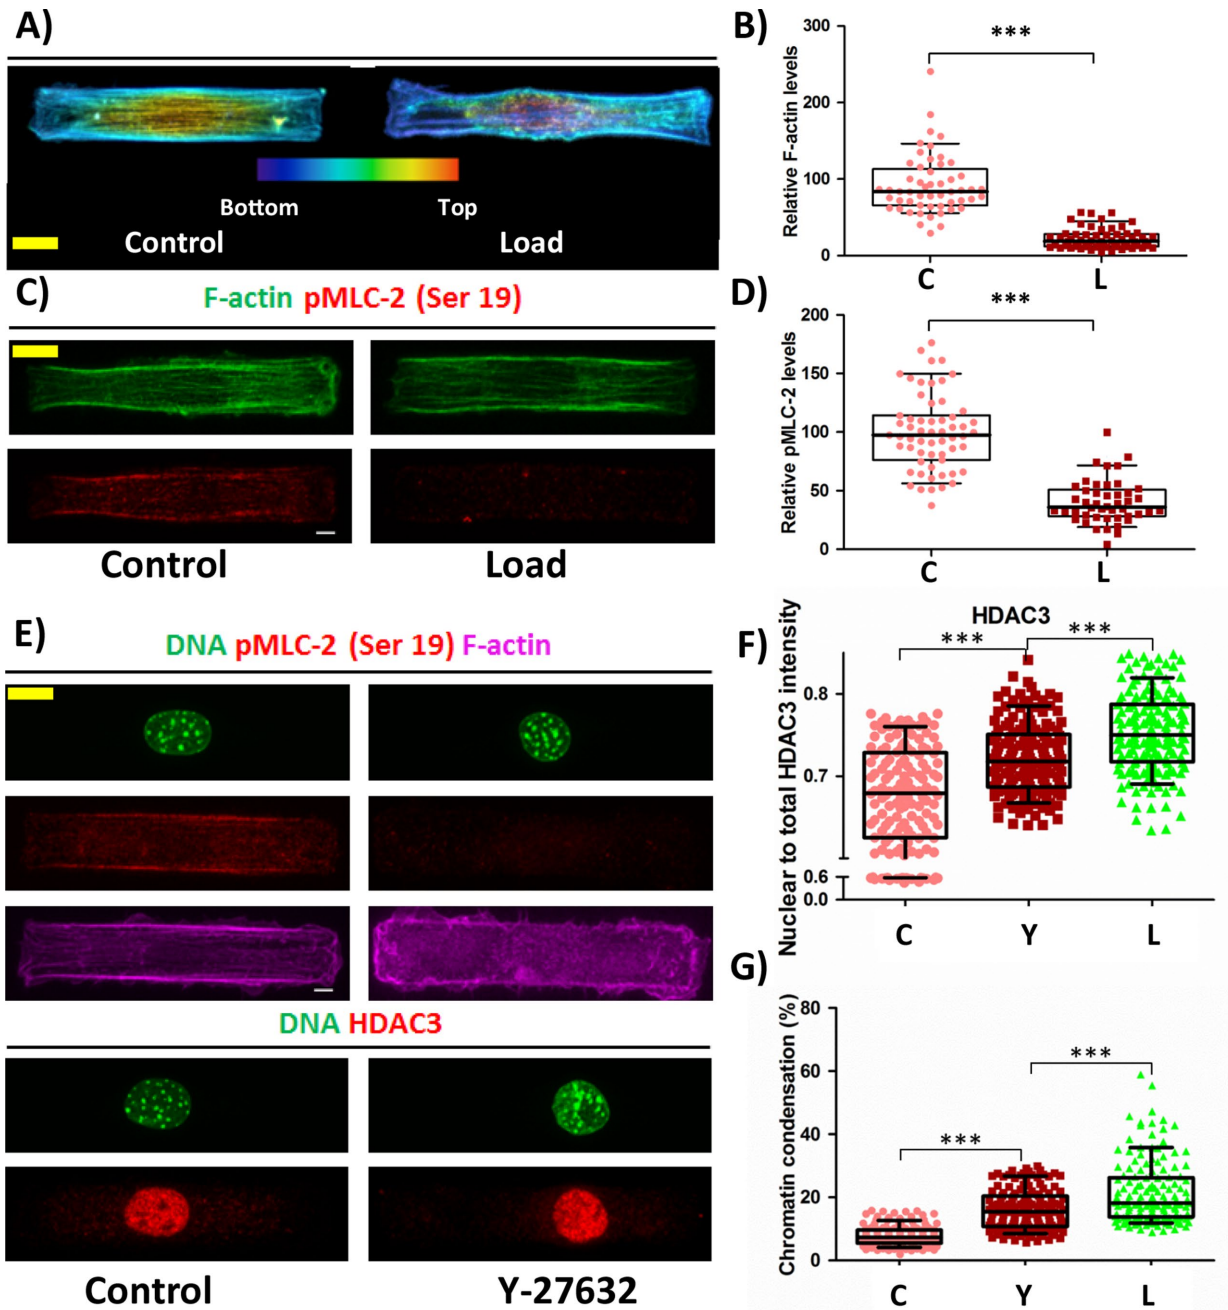 A)
Bottom Top
Control Load
B)
Relative F-actin levels
300
200
100
0
***
C L
C)
F-actin pMLC-2 (Ser 19)
Control Load
D)
Relative pMLC-2 levels
200
150
100
50
0
***
C L
E)
DNA pMLC-2 (Ser 19) F-actin
DNA HDAC3
Control Y-27632
F)
HDAC3
Nuclear to total HDAC3 intensity
0.8
0.7
0.6
0.0
*** ***
C Y L
G)
Chromatin condensation (%)
80
60
40
20
0
*** ***
C Y L